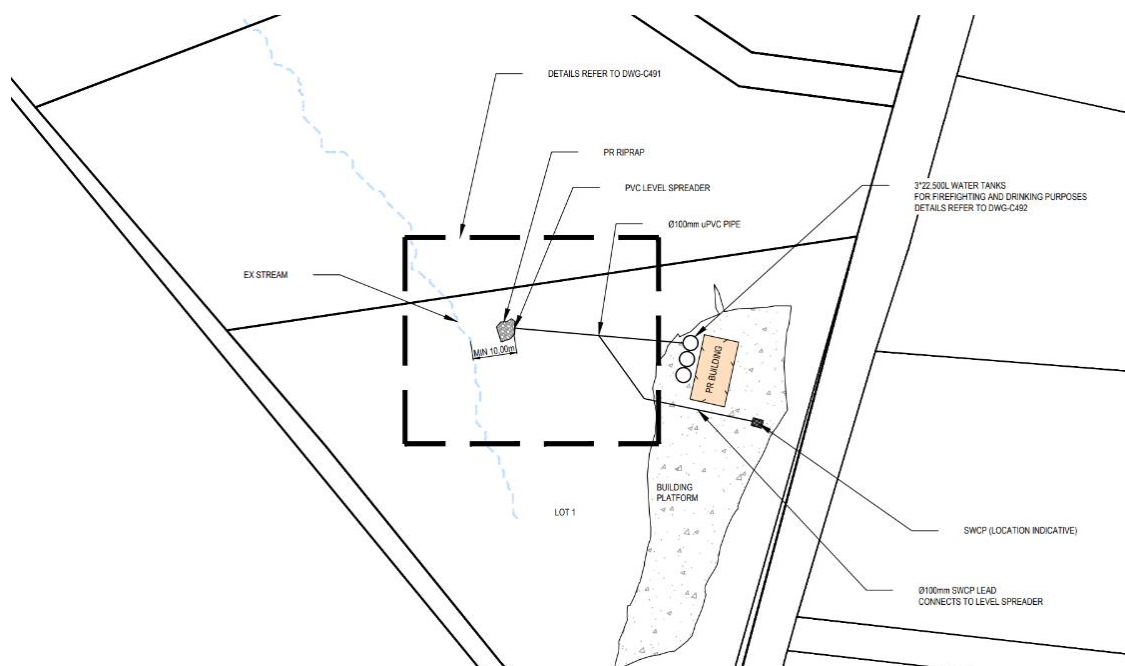 DETAILS REFER TO DWG-C491
PR RIPRAP
PVC LEVEL SPREADER
3*22,500L WATER TANKS
FOR FIREFIGHTING AND DRINKING PURPOSES
DETAILS REFER TO DWG-C492
Ø100mm uPVC PIPE
EX STREAM
MIN 10.00m
PR BUILDING
BUILDING
PLATFORM
LOT 1
SWCP (LOCATION INDICATIVE)
Ø100mm SWCP LEAD
CONNECTS TO LEVEL SPREADER